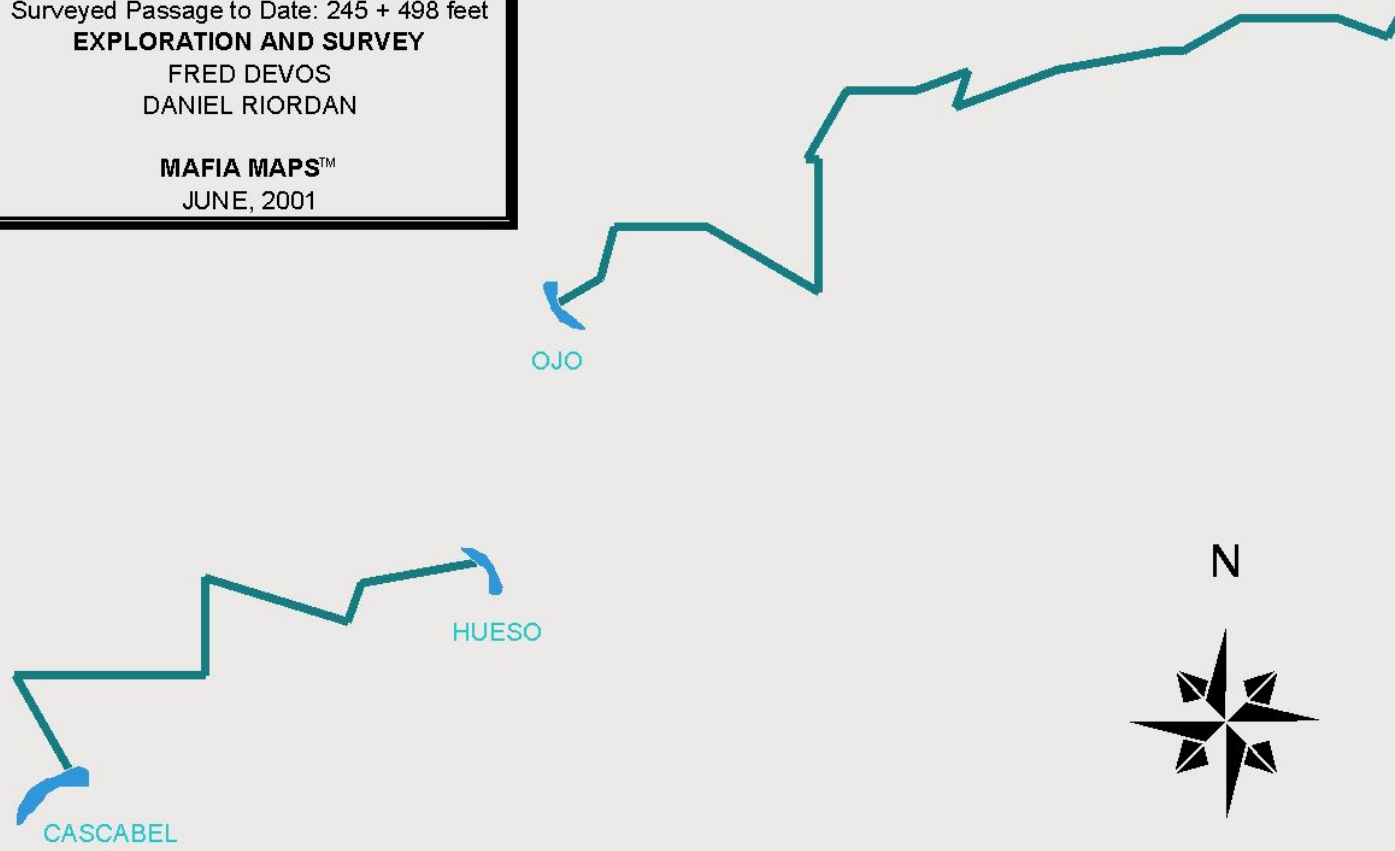 Surveyed Passage to Date: 245 + 498 feet
EXPLORATION AND SURVEY
FRED DEVOS
DANIEL RIORDAN
MAFIA MAPS™
JUNE, 2001
OJO
HUESO
N
CASCABEL